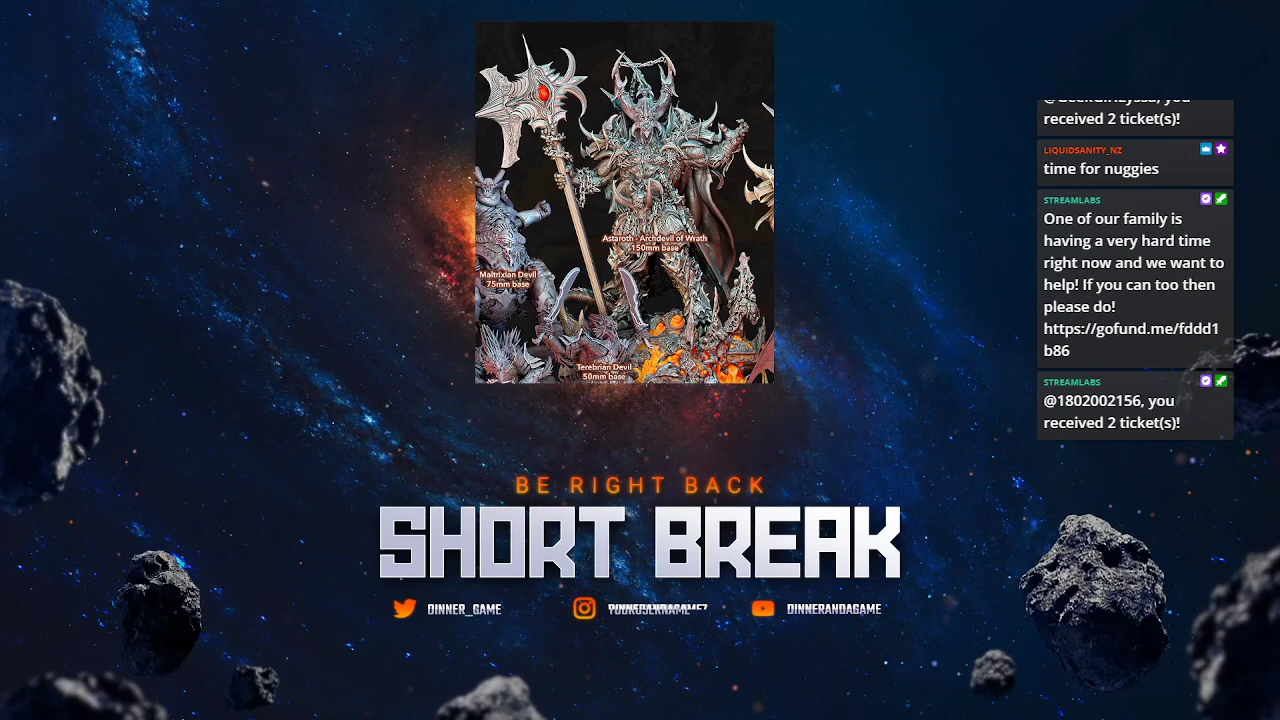 Astaroth - Archdevil of Wrath
150mm base
Maltrixian Devil
75mm base
Terebrian Devil
50mm base
received 2 ticket(s)!
LIQUIDSANITY_NZ
time for nuggies
STREAMLABS
One of our family is
having a very hard time
right now and we want to
help! If you can too then
please do!
https://gofund.me/fddd1
b86
STREAMLABS
@1802002156, you
received 2 ticket(s)!
BE RIGHT BACK
SHORT BREAK
DINNER_GAME
DINNERANDAGAME